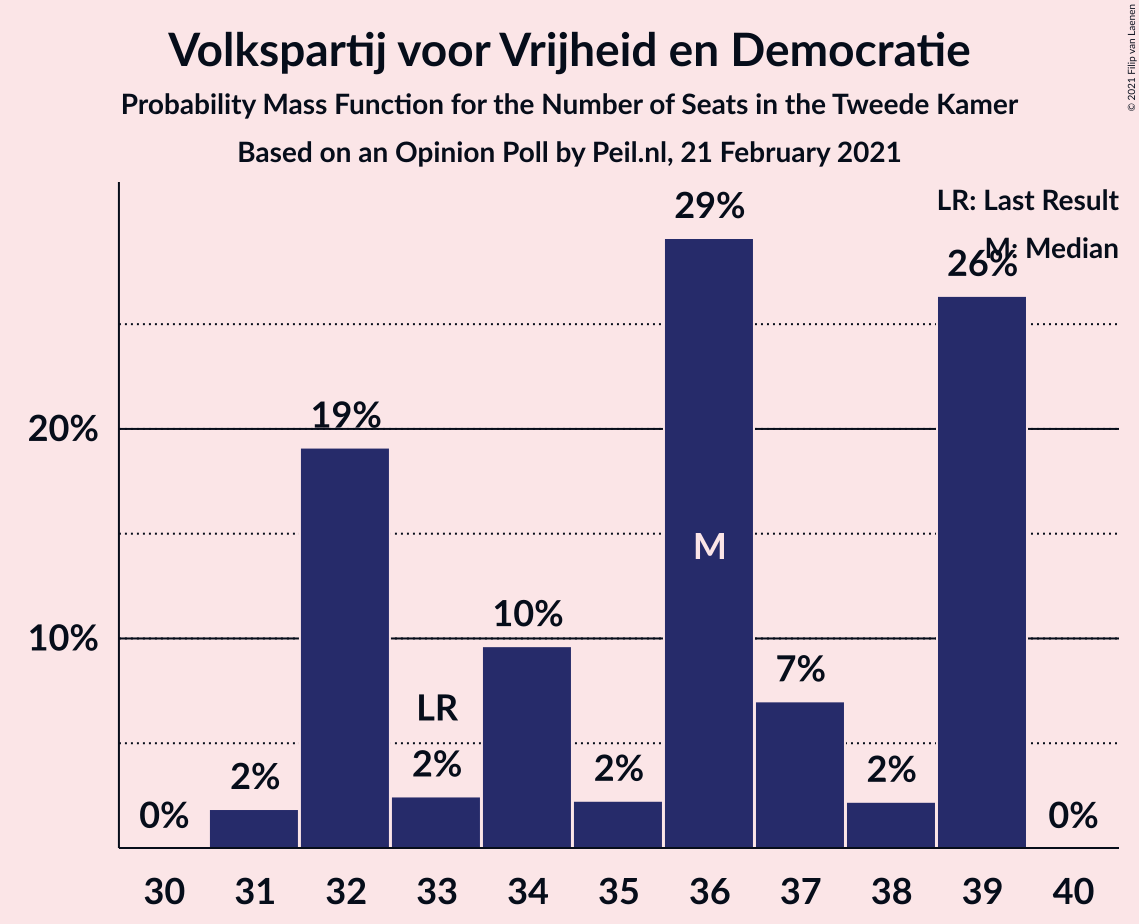 Volkspartij voor Vrijheid en Democratie
Probability Mass Function for the Number of Seats in the Tweede Kamer
Based on an Opinion Poll by Peil.nl, 21 February 2021
© 2021 Filip van Laenen
LR: Last Result
M: Median
20%
10%
0%
2%
19%
LR
2%
10%
2%
29%
M
7%
2%
26%
0%
30 31 32 33 34 35 36 37 38 39 40